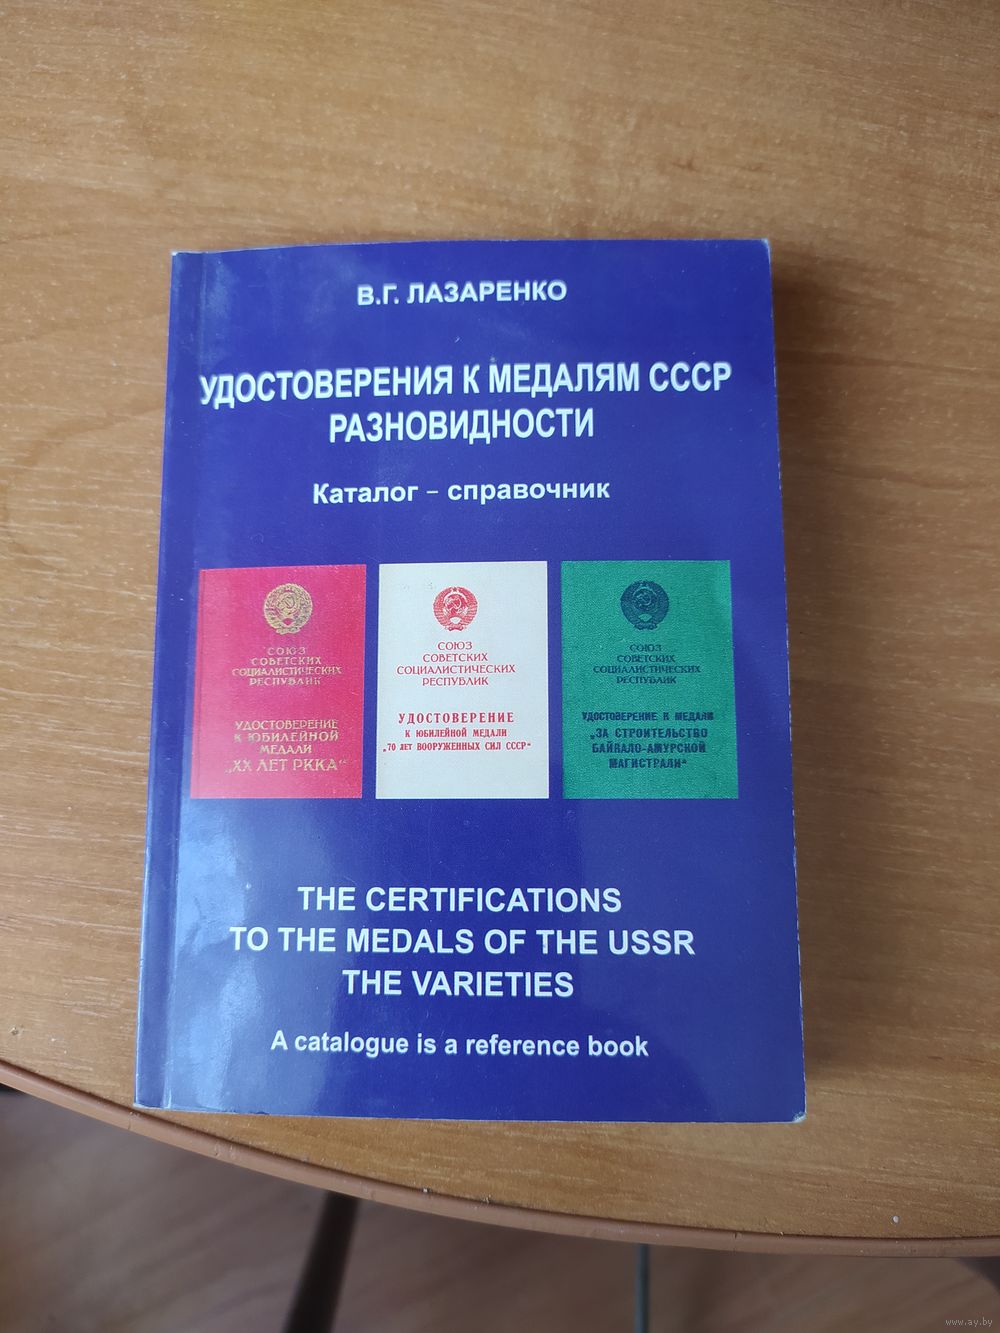 В.Г. ЛАЗАРЕНКО
УДОСТОВЕРЕНИЯ К МЕДАЛЯМ СССР
РАЗНОВИДНОСТИ
Каталог – справочник
СОЮЗ
СОВЕТСКИХ
СОЦИАЛИСТИЧЕСКИХ
РЕСПУБЛИК
УДОСТОВЕРЕНИЕ
К ЮБИЛЕЙНОЙ
МЕДАЛИ
„XX ЛЕТ РККА“
СОЮЗ
СОВЕТСКИХ
СОЦИАЛИСТИЧЕСКИХ
РЕСПУБЛИК
УДОСТОВЕРЕНИЕ
К ЮБИЛЕЙНОЙ МЕДАЛИ
„70 ЛЕТ ВООРУЖЕННЫХ СИЛ СССР“
СОЮЗ
СОВЕТСКИХ
СОЦИАЛИСТИЧЕСКИХ
РЕСПУБЛИК
УДОСТОВЕРЕНИЕ К МЕДАЛИ
„ЗА СТРОИТЕЛЬСТВО
БАЙКАЛО-АМУРСКОЙ
МАГИСТРАЛИ“
THE CERTIFICATIONS
TO THE MEDALS OF THE USSR
THE VARIETIES
A catalogue is a reference book
www.ay.by